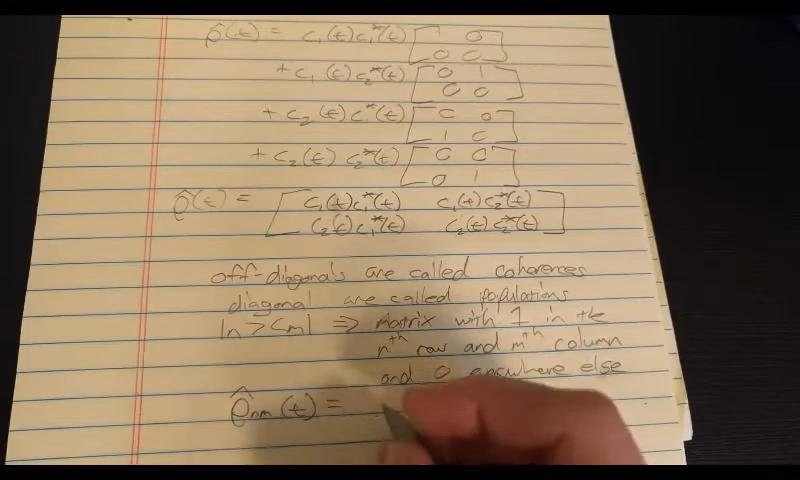 ρ̂(t) = c₁(t)c₁*(t) [1 0
0 0]
+ c₁(t)c₂*(t) [0 1
0 0]
+ c₂(t)c₁*(t) [0 0
1 0]
+ c₂(t)c₂*(t) [0 0
0 1]
ρ̂(t) = [c₁(t)c₁*(t) c₁(t)c₂*(t)
c₂(t)c₁*(t) c₂(t)c₂*(t)]
off-diagonals are called coherences
diagonal are called populations
|n><m| => matrix with 1 in the
nᵗʰ row and mᵗʰ column
and 0 anywhere else
ρ̂ₙₘ(t) =